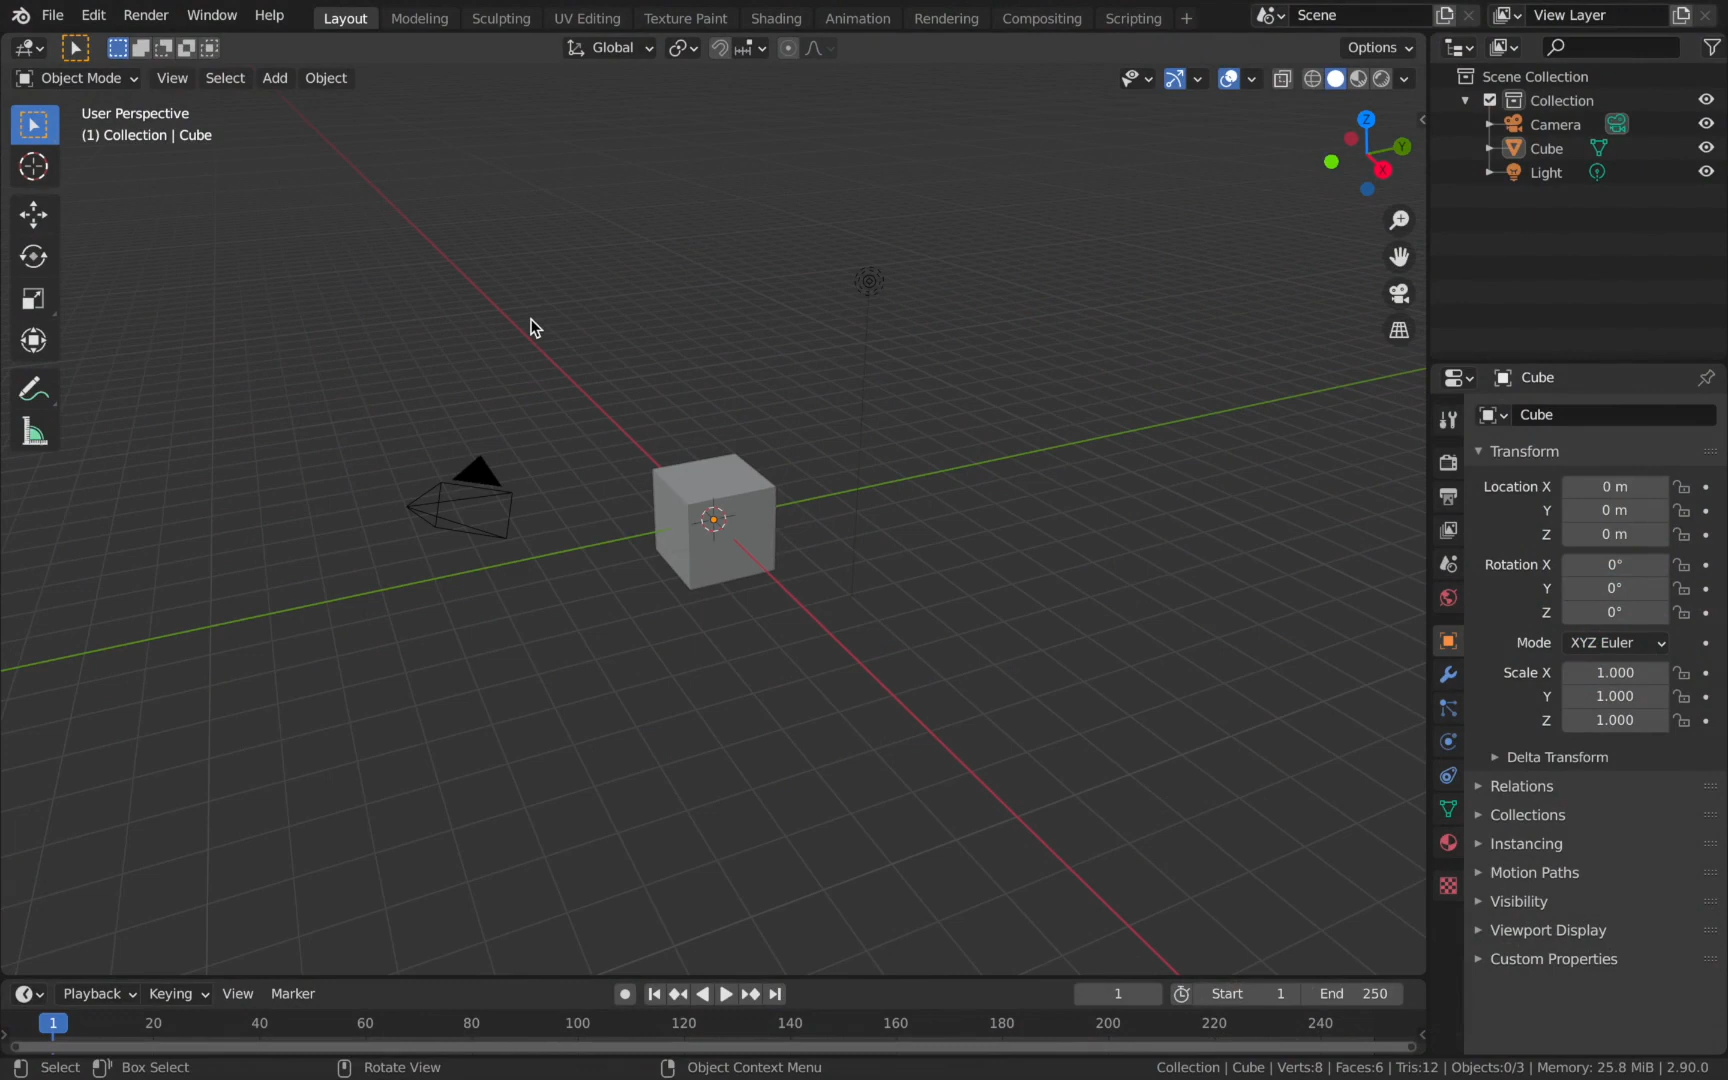 File Edit Render Window Help Layout Modeling Sculpting UV Editing Texture Paint Shading Animation Rendering Compositing Scripting + Scene View Layer
Global Options
Object Mode View Select Add Object
User Perspective
(1) Collection | Cube
Z
Y
X
Scene Collection
Collection
Camera
Cube
Light
Cube
Cube
Transform
Location X 0 m
Y 0 m
Z 0 m
Rotation X 0°
Y 0°
Z 0°
Mode XYZ Euler
Scale X 1.000
Y 1.000
Z 1.000
Delta Transform
Relations
Collections
Instancing
Motion Paths
Visibility
Viewport Display
Custom Properties
Playback Keying View Marker 1 Start 1 End 250
1 20 40 60 80 100 120 140 160 180 200 220 240
Select Box Select Rotate View Object Context Menu Collection | Cube | Verts:8 | Faces:6 | Tris:12 | Objects:0/3 | Memory: 25.8 MiB | 2.90.0